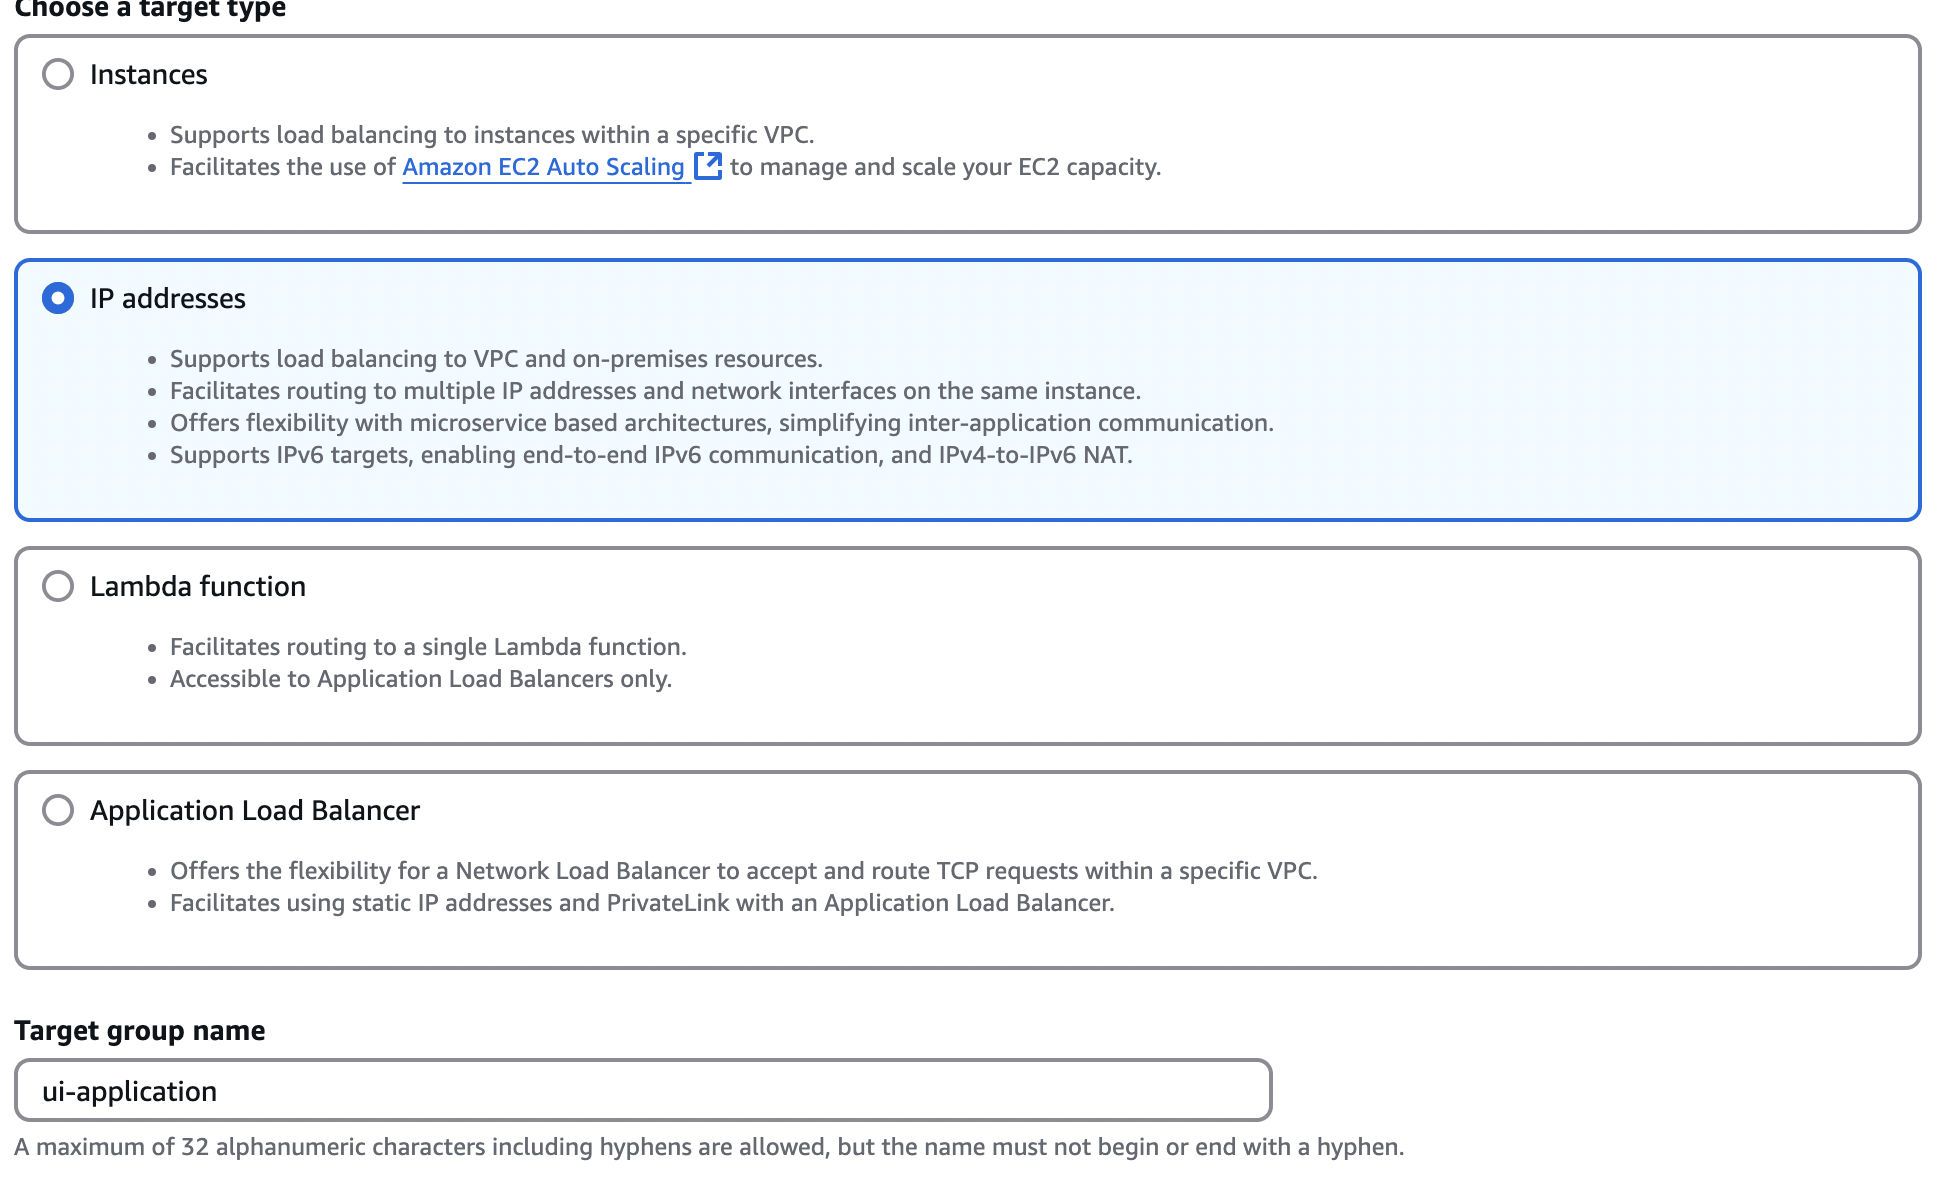 Choose a target type
Instances
Supports load balancing to instances within a specific VPC.
Facilitates the use of Amazon EC2 Auto Scaling to manage and scale your EC2 capacity.
IP addresses
Supports load balancing to VPC and on-premises resources.
Facilitates routing to multiple IP addresses and network interfaces on the same instance.
Offers flexibility with microservice based architectures, simplifying inter-application communication.
Supports IPv6 targets, enabling end-to-end IPv6 communication, and IPv4-to-IPv6 NAT.
Lambda function
Facilitates routing to a single Lambda function.
Accessible to Application Load Balancers only.
Application Load Balancer
Offers the flexibility for a Network Load Balancer to accept and route TCP requests within a specific VPC.
Facilitates using static IP addresses and PrivateLink with an Application Load Balancer.
Target group name
ui-application
A maximum of 32 alphanumeric characters including hyphens are allowed, but the name must not begin or end with a hyphen.